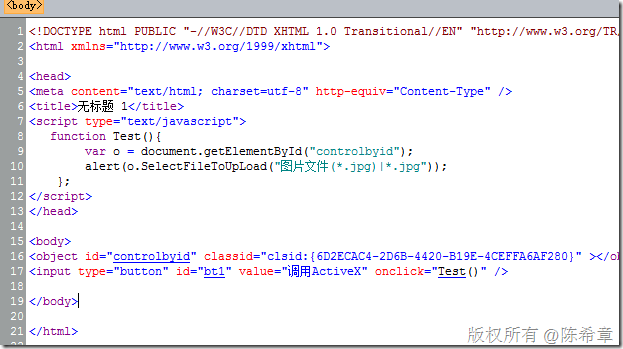 <body>
1 <!DOCTYPE html PUBLIC "-//W3C//DTD XHTML 1.0 Transitional//EN" "http://www.w3.org/TR/
2 <html xmlns="http://www.w3.org/1999/xhtml">
3
4 <head>
5 <meta content="text/html; charset=utf-8" http-equiv="Content-Type" />
6 <title>无标题 1</title>
7 <script type="text/javascript">
8 function Test(){
9 var o = document.getElementById("controlbyid");
10 alert(o.SelectFileToUpLoad("图片文件(*.jpg)|*.jpg"));
11 };
12 </script>
13 </head>
14
15 <body>
16 <object id="controlbyid" classid="clsid:{6D2ECAC4-2D6B-4420-B19E-4CEFFA6AF280}" ></ob
17 <input type="button" id="bt1" value="调用ActiveX" onclick="Test()" />
18
19 </body>
20
21 </html>
版权所有 @陈希章